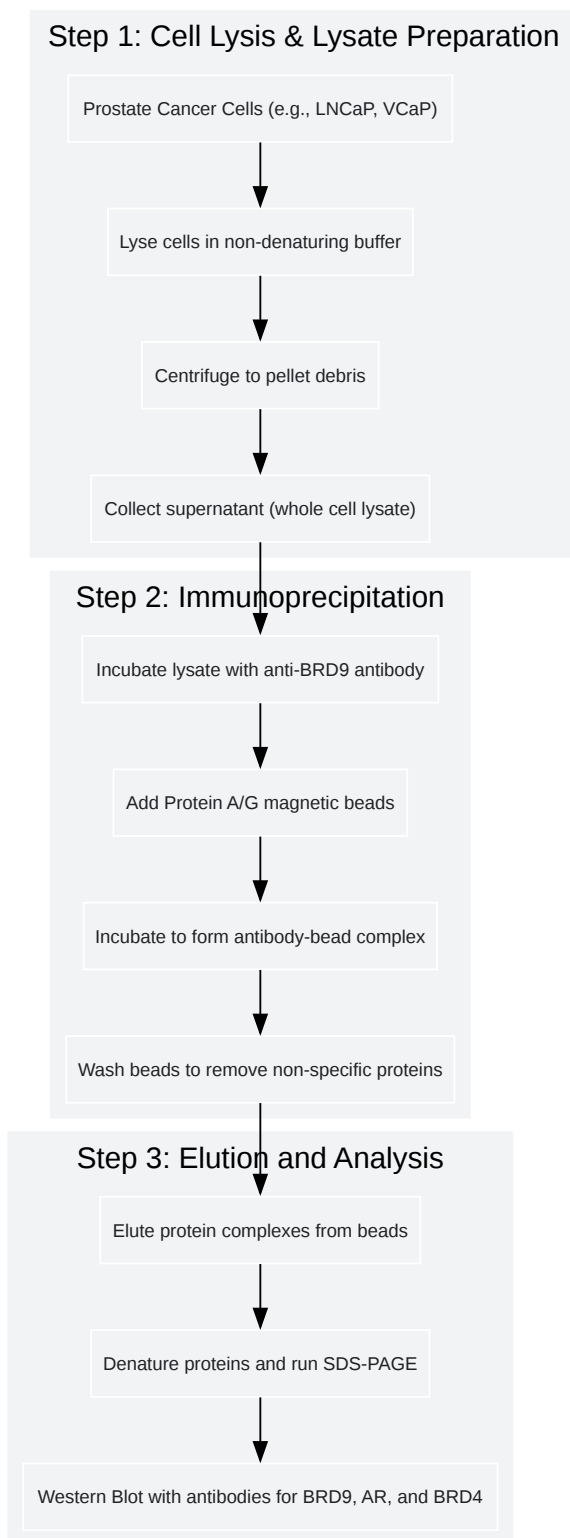 Step 1: Cell Lysis & Lysate Preparation
Prostate Cancer Cells (e.g., LNCaP, VCaP)
Lyse cells in non-denaturing buffer
Centrifuge to pellet debris
Collect supernatant (whole cell lysate)
Step 2: Immunoprecipitation
Incubate lysate with anti-BRD9 antibody
Add Protein A/G magnetic beads
Incubate to form antibody-bead complex
Wash beads to remove non-specific proteins
Step 3: Elution and Analysis
Elute protein complexes from beads
Denature proteins and run SDS-PAGE
Western Blot with antibodies for BRD9, AR, and BRD4